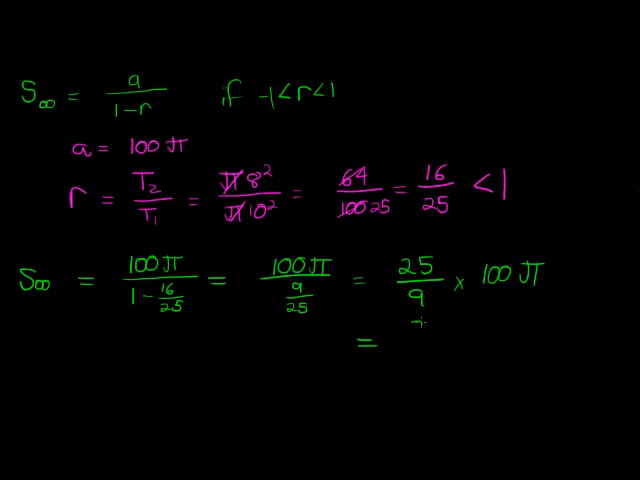 S∞ = a/(1-r) if -1<r<1
a = 100π
r = T₂/T₁ = π8²/π10² = 64/100 25 = 16/25 < 1
S∞ = 100π/(1 - 16/25) = 100π/(9/25) = 25/9 × 100π
=